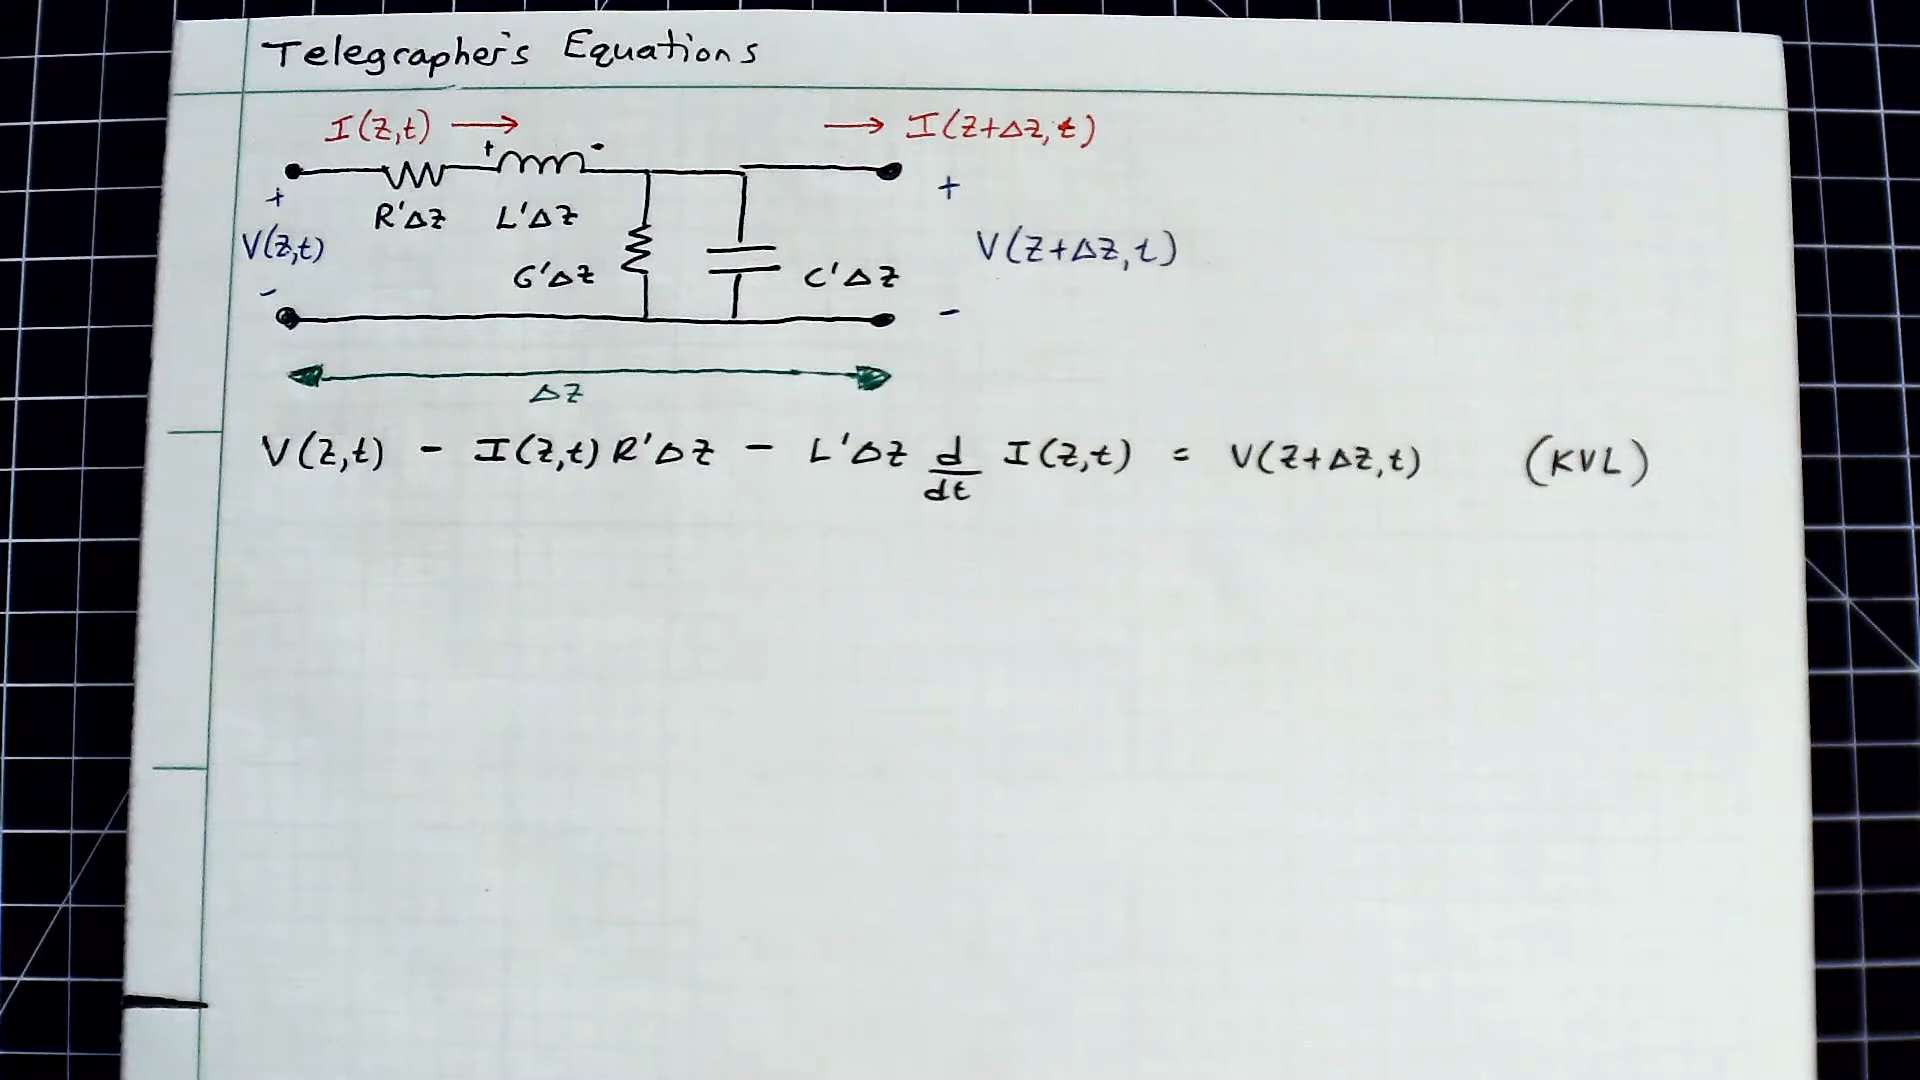 Telegrapher's Equations
I(z,t) → → I(z+Δz,t)
+ -
+ R'Δz L'Δz +
V(z,t) G'Δz C'Δz V(z+Δz,t)
- -
Δz
V(z,t) - I(z,t)R'Δz - L'Δz d/dt I(z,t) = V(z+Δz,t) (KVL)